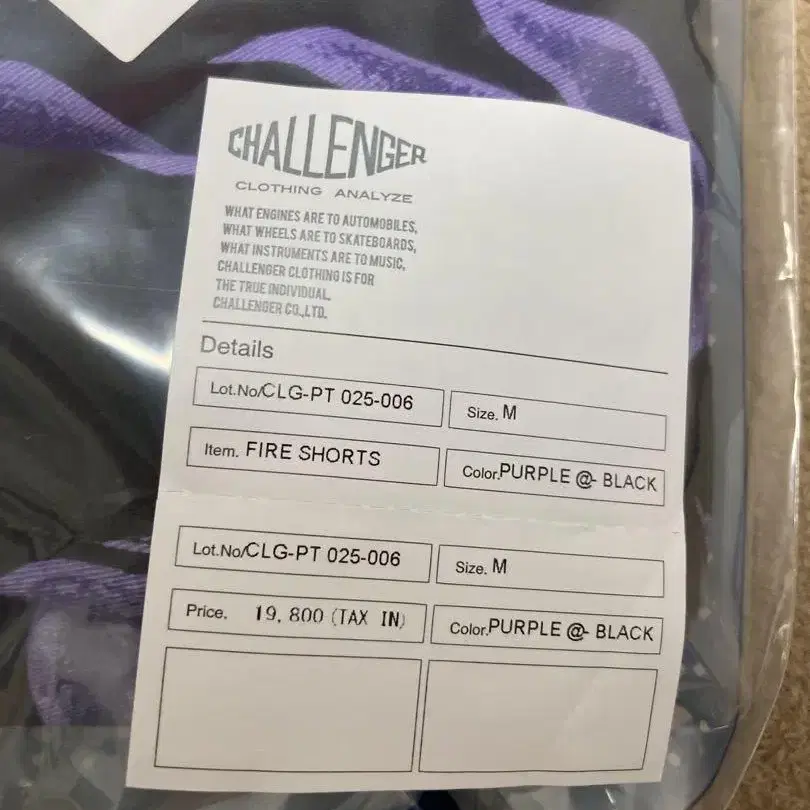 CHALLENGER
CLOTHING ANALYZE
WHAT ENGINES ARE TO AUTOMOBILES,
WHAT WHEELS ARE TO SKATEBOARDS,
WHAT INSTRUMENTS ARE TO MUSIC,
CHALLENGER CLOTHING IS FOR
THE TRUE INDIVIDUAL.
CHALLENGER CO.,LTD.
Details
Lot.No/CLG-PT 025-006 Size. M
Item. FIRE SHORTS Color.PURPLE @- BLACK
Lot.No/CLG-PT 025-006 Size. M
Price. 19,800 (TAX IN) Color.PURPLE @- BLACK